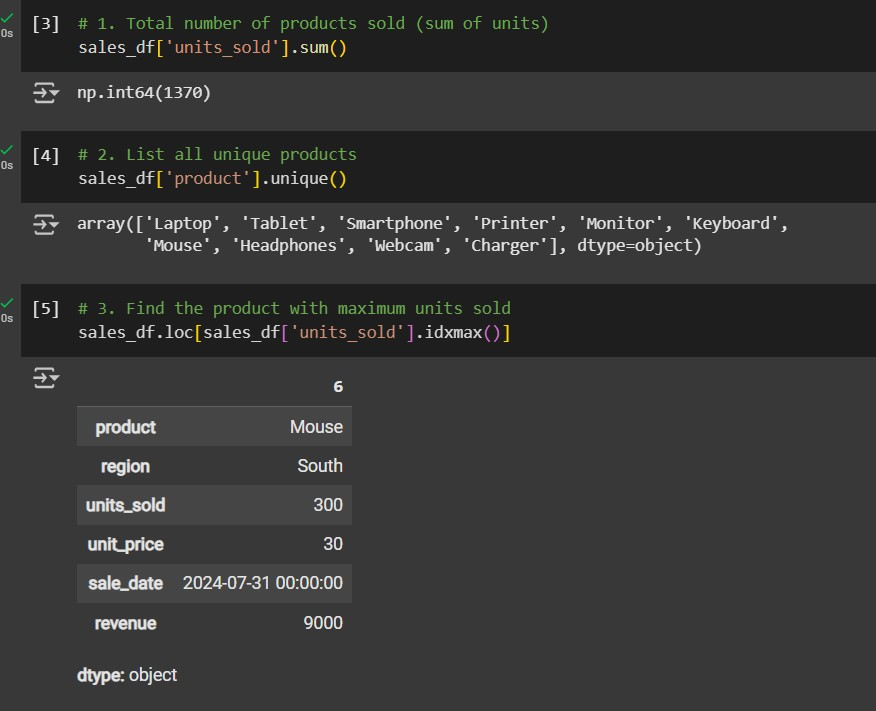 [3] # 1. Total number of products sold (sum of units)
0s sales_df['units_sold'].sum()
np.int64(1370)
[4] # 2. List all unique products
0s sales_df['product'].unique()
array(['Laptop', 'Tablet', 'Smartphone', 'Printer', 'Monitor', 'Keyboard',
'Mouse', 'Headphones', 'Webcam', 'Charger'], dtype=object)
[5] # 3. Find the product with maximum units sold
0s sales_df.loc[sales_df['units_sold'].idxmax()]
6
product Mouse
region South
units_sold 300
unit_price 30
sale_date 2024-07-31 00:00:00
revenue 9000
dtype: object